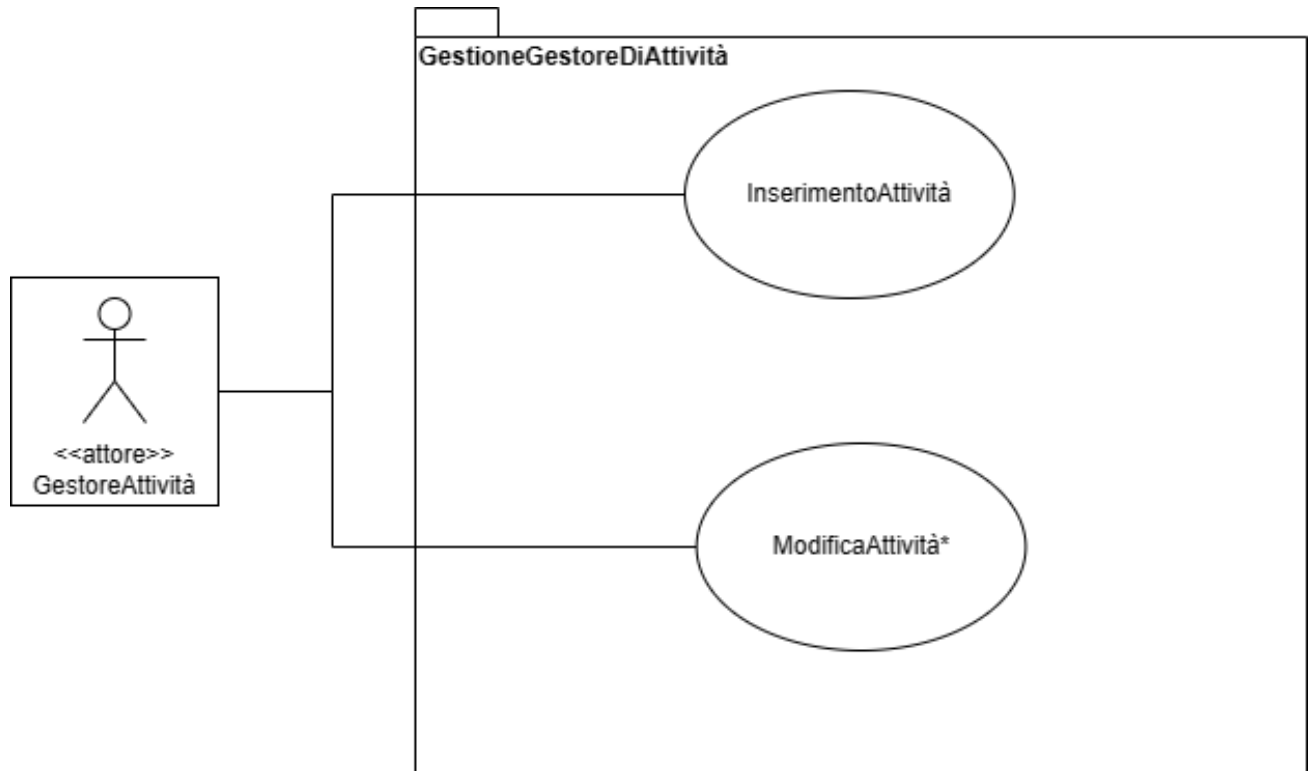 GestioneGestoreDiAttività
InserimentoAttività
<<attore>>
GestoreAttività
ModificaAttività*